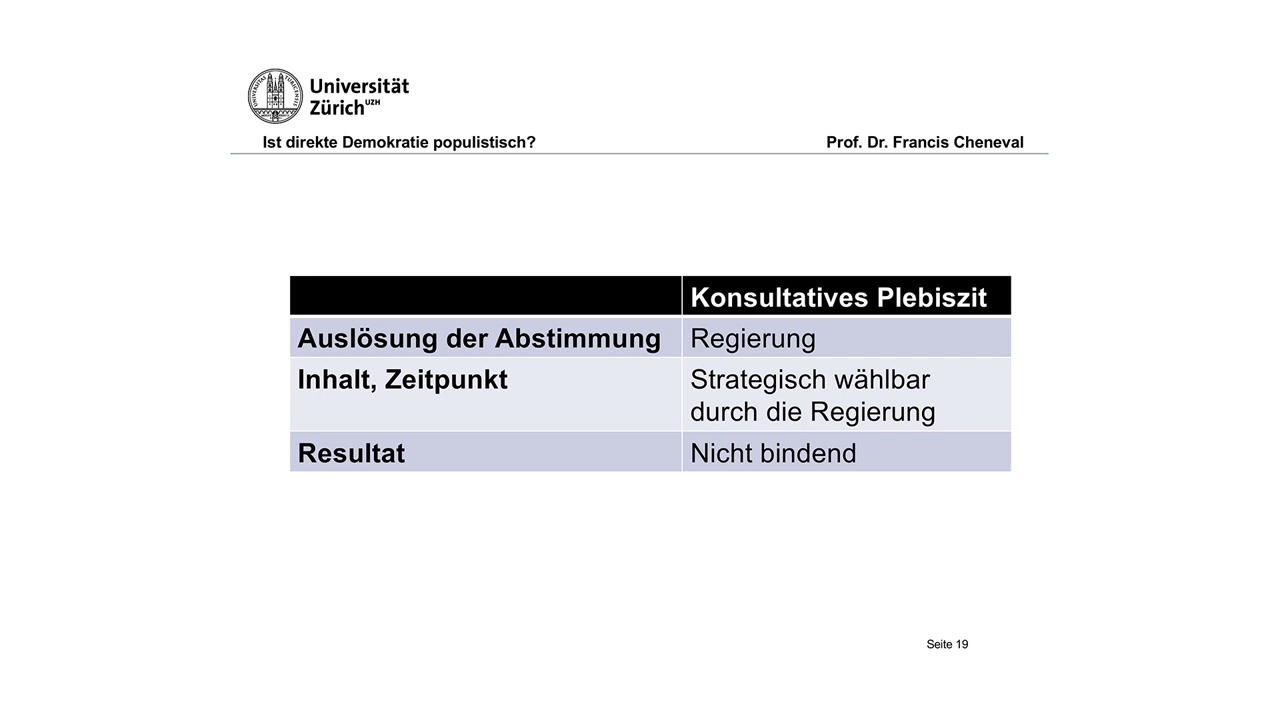 Universität
Zürich UZH
Ist direkte Demokratie populistisch? Prof. Dr. Francis Cheneval
Konsultatives Plebiszit
Auslösung der Abstimmung Regierung
Inhalt, Zeitpunkt Strategisch wählbar
durch die Regierung
Resultat Nicht bindend
Seite 19